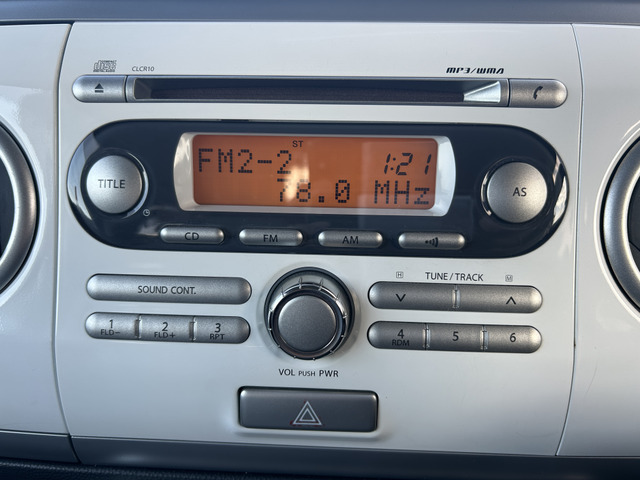 CLCR10
MP3/WMA
TITLE
ST
FM2-2 1:21
78.0 MHz
AS
CD FM AM
SOUND CONT.
H TUNE/TRACK M
1 2 3
FLD- FLD+ RPT
4 5 6
RDM
VOL PUSH PWR